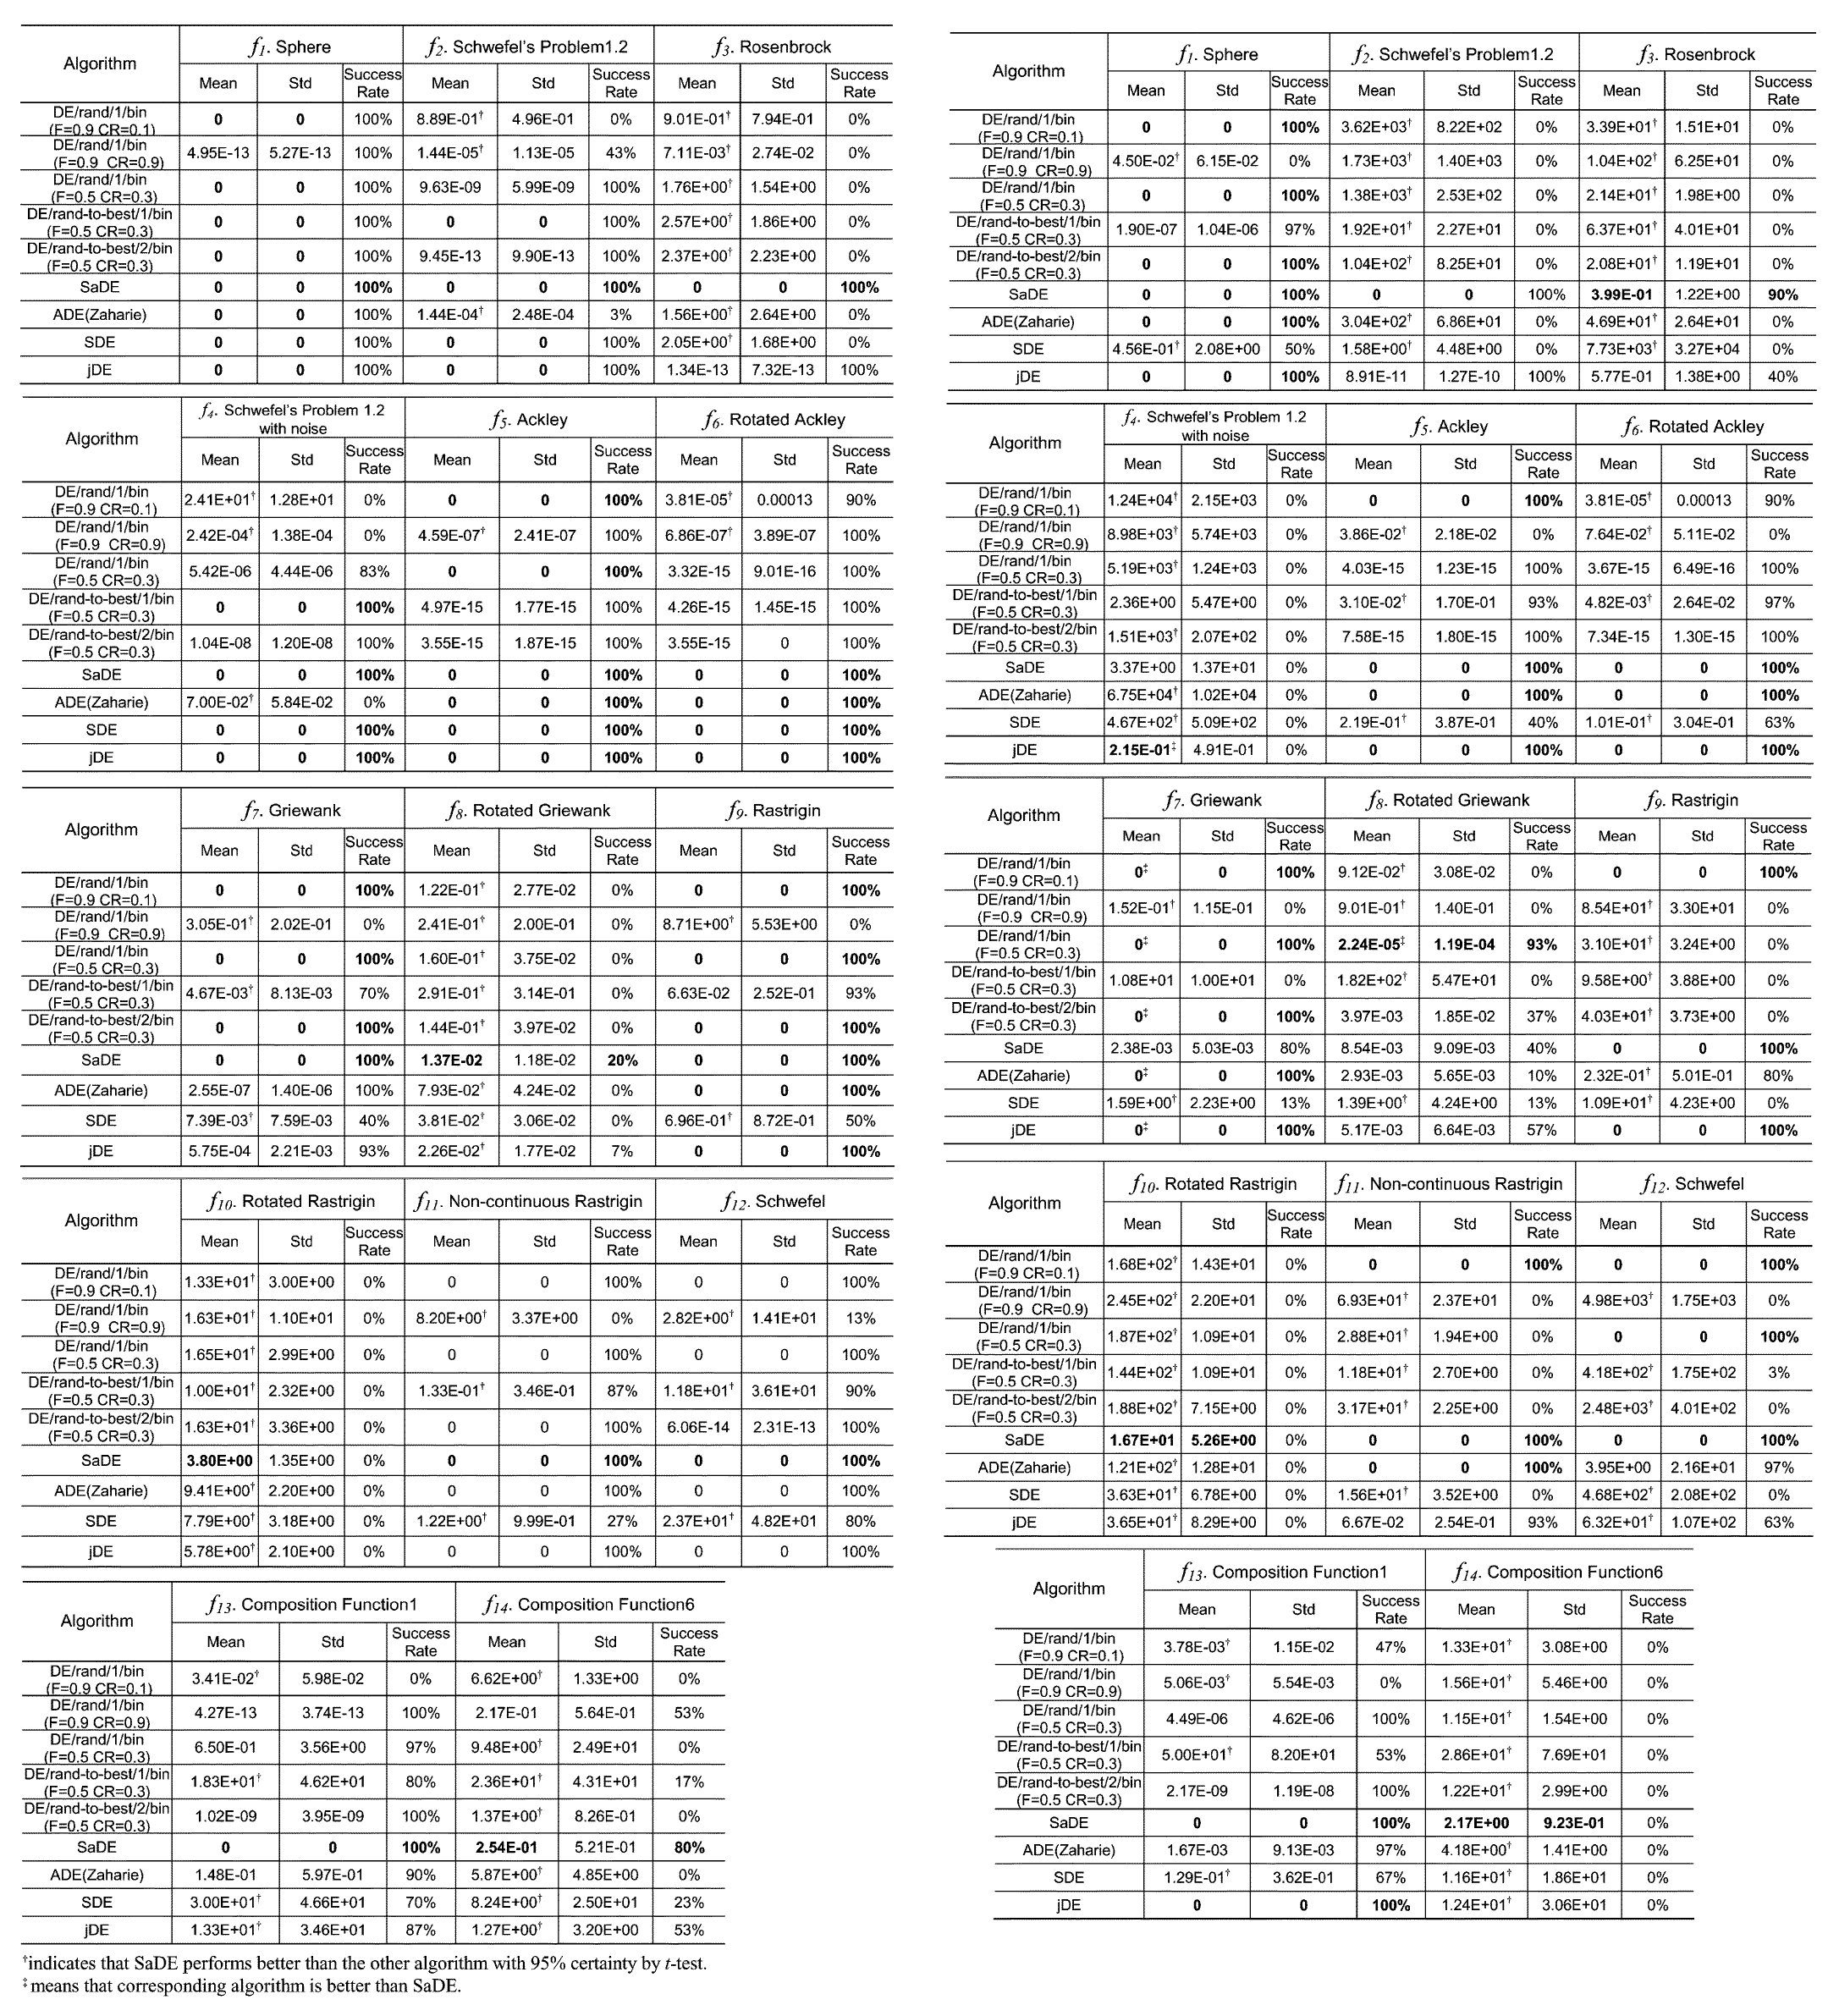 Algorithm f1. Sphere f2. Schwefel's Problem1.2 f3. Rosenbrock
Mean Std Success Rate Mean Std Success Rate Mean Std Success Rate
DE/rand/1/bin (F=0.9 CR=0.1) 0 0 100% 8.89E-01† 4.96E-01 0% 9.01E-01† 7.94E-01 0%
DE/rand/1/bin (F=0.9 CR=0.9) 4.95E-13 5.27E-13 100% 1.44E-05† 1.13E-05 43% 7.11E-03† 2.74E-02 0%
DE/rand/1/bin (F=0.5 CR=0.3) 0 0 100% 9.63E-09 5.99E-09 100% 1.76E+00† 1.54E+00 0%
DE/rand-to-best/1/bin (F=0.5 CR=0.3) 0 0 100% 0 0 100% 2.57E+00† 1.86E+00 0%
DE/rand-to-best/2/bin (F=0.5 CR=0.3) 0 0 100% 9.45E-13 9.90E-13 100% 2.37E+00† 2.23E+00 0%
SaDE 0 0 100% 0 0 100% 0 0 100%
ADE(Zaharie) 0 0 100% 1.44E-04† 2.48E-04 3% 1.56E+00† 2.64E+00 0%
SDE 0 0 100% 0 0 100% 2.05E+00† 1.68E+00 0%
jDE 0 0 100% 0 0 100% 1.34E-13 7.32E-13 100%
Algorithm f4. Schwefel's Problem 1.2 with noise f5. Ackley f6. Rotated Ackley
Mean Std Success Rate Mean Std Success Rate Mean Std Success Rate
DE/rand/1/bin (F=0.9 CR=0.1) 2.41E+01† 1.28E+01 0% 0 0 100% 3.81E-05† 0.00013 90%
DE/rand/1/bin (F=0.9 CR=0.9) 2.42E-04† 1.38E-04 0% 4.59E-07† 2.41E-07 100% 6.86E-07† 3.89E-07 100%
DE/rand/1/bin (F=0.5 CR=0.3) 5.42E-06 4.44E-06 83% 0 0 100% 3.32E-15 9.01E-16 100%
DE/rand-to-best/1/bin (F=0.5 CR=0.3) 0 0 100% 4.97E-15 1.77E-15 100% 4.26E-15 1.45E-15 100%
DE/rand-to-best/2/bin (F=0.5 CR=0.3) 1.04E-08 1.20E-08 100% 3.55E-15 1.87E-15 100% 3.55E-15 0 100%
SaDE 0 0 100% 0 0 100% 0 0 100%
ADE(Zaharie) 7.00E-02† 5.84E-02 0% 0 0 100% 0 0 100%
SDE 0 0 100% 0 0 100% 0 0 100%
jDE 0 0 100% 0 0 100% 0 0 100%
Algorithm f7. Griewank f8. Rotated Griewank f9. Rastrigin
Mean Std Success Rate Mean Std Success Rate Mean Std Success Rate
DE/rand/1/bin (F=0.9 CR=0.1) 0 0 100% 1.22E-01† 2.77E-02 0% 0 0 100%
DE/rand/1/bin (F=0.9 CR=0.9) 3.05E-01† 2.02E-01 0% 2.41E-01† 2.00E-01 0% 8.71E+00† 5.53E+00 0%
DE/rand/1/bin (F=0.5 CR=0.3) 0 0 100% 1.60E-01† 3.75E-02 0% 0 0 100%
DE/rand-to-best/1/bin (F=0.5 CR=0.3) 4.67E-03† 8.13E-03 70% 2.91E-01† 3.14E-01 0% 6.63E-02 2.52E-01 93%
DE/rand-to-best/2/bin (F=0.5 CR=0.3) 0 0 100% 1.44E-01† 3.97E-02 0% 0 0 100%
SaDE 0 0 100% 1.37E-02 1.18E-02 20% 0 0 100%
ADE(Zaharie) 2.55E-07 1.40E-06 100% 7.93E-02† 4.24E-02 0% 0 0 100%
SDE 7.39E-03† 7.59E-03 40% 3.81E-02† 3.06E-02 0% 6.96E-01† 8.72E-01 50%
jDE 5.75E-04 2.21E-03 93% 2.26E-02† 1.77E-02 7% 0 0 100%
Algorithm f10. Rotated Rastrigin f11. Non-continuous Rastrigin f12. Schwefel
Mean Std Success Rate Mean Std Success Rate Mean Std Success Rate
DE/rand/1/bin (F=0.9 CR=0.1) 1.33E+01† 3.00E+00 0% 0 0 100% 0 0 100%
DE/rand/1/bin (F=0.9 CR=0.9) 1.63E+01† 1.10E+01 0% 8.20E+00† 3.37E+00 0% 2.82E+00† 1.41E+01 13%
DE/rand/1/bin (F=0.5 CR=0.3) 1.65E+01† 2.99E+00 0% 0 0 100% 0 0 100%
DE/rand-to-best/1/bin (F=0.5 CR=0.3) 1.00E+01† 2.32E+00 0% 1.33E-01† 3.46E-01 87% 1.18E+01† 3.61E+01 90%
DE/rand-to-best/2/bin (F=0.5 CR=0.3) 1.63E+01† 3.36E+00 0% 0 0 100% 6.06E-14 2.31E-13 100%
SaDE 3.80E+00 1.35E+00 0% 0 0 100% 0 0 100%
ADE(Zaharie) 9.41E+00† 2.20E+00 0% 0 0 100% 0 0 100%
SDE 7.79E+00† 3.18E+00 0% 1.22E+00† 9.99E-01 27% 2.37E+01† 4.82E+01 80%
jDE 5.78E+00† 2.10E+00 0% 0 0 100% 0 0 100%
Algorithm f13. Composition Function1 f14. Composition Function6
Mean Std Success Rate Mean Std Success Rate
DE/rand/1/bin (F=0.9 CR=0.1) 3.41E-02† 5.98E-02 0% 6.62E+00† 1.33E+00 0%
DE/rand/1/bin (F=0.9 CR=0.9) 4.27E-13 3.74E-13 100% 2.17E-01 5.64E-01 53%
DE/rand/1/bin (F=0.5 CR=0.3) 6.50E-01 3.56E+00 97% 9.48E+00† 2.49E+01 0%
DE/rand-to-best/1/bin (F=0.5 CR=0.3) 1.83E+01† 4.62E+01 80% 2.36E+01† 4.31E+01 17%
DE/rand-to-best/2/bin (F=0.5 CR=0.3) 1.02E-09 3.95E-09 100% 1.37E+00† 8.26E-01 0%
SaDE 0 0 100% 2.54E-01 5.21E-01 80%
ADE(Zaharie) 1.48E-01 5.97E-01 90% 5.87E+00† 4.85E+00 0%
SDE 3.00E+01† 4.66E+01 70% 8.24E+00† 2.50E+01 23%
jDE 1.33E+01† 3.46E+01 87% 1.27E+00† 3.20E+00 53%
†indicates that SaDE performs better than the other algorithm with 95% certainty by t-test.
‡ means that corresponding algorithm is better than SaDE.
Algorithm f1. Sphere f2. Schwefel's Problem1.2 f3. Rosenbrock
Mean Std Success Rate Mean Std Success Rate Mean Std Success Rate
DE/rand/1/bin (F=0.9 CR=0.1) 0 0 100% 3.62E+03† 8.22E+02 0% 3.39E+01† 1.51E+01 0%
DE/rand/1/bin (F=0.9 CR=0.9) 4.50E-02† 6.15E-02 0% 1.73E+03† 1.40E+03 0% 1.04E+02† 6.25E+01 0%
DE/rand/1/bin (F=0.5 CR=0.3) 0 0 100% 1.38E+03† 2.53E+02 0% 2.14E+01† 1.98E+00 0%
DE/rand-to-best/1/bin (F=0.5 CR=0.3) 1.90E-07 1.04E-06 97% 1.92E+01† 2.27E+01 0% 6.37E+01† 4.01E+01 0%
DE/rand-to-best/2/bin (F=0.5 CR=0.3) 0 0 100% 1.04E+02† 8.25E+01 0% 2.08E+01† 1.19E+01 0%
SaDE 0 0 100% 0 0 100% 3.99E-01 1.22E+00 90%
ADE(Zaharie) 0 0 100% 3.04E+02† 6.86E+01 0% 4.69E+01† 2.64E+01 0%
SDE 4.56E-01† 2.08E+00 50% 1.58E+00† 4.48E+00 0% 7.73E+03† 3.27E+04 0%
jDE 0 0 100% 8.91E-11 1.27E-10 100% 5.77E-01 1.38E+00 40%
Algorithm f4. Schwefel's Problem 1.2 with noise f5. Ackley f6. Rotated Ackley
Mean Std Success Rate Mean Std Success Rate Mean Std Success Rate
DE/rand/1/bin (F=0.9 CR=0.1) 1.24E+04† 2.15E+03 0% 0 0 100% 3.81E-05† 0.00013 90%
DE/rand/1/bin (F=0.9 CR=0.9) 8.98E+03† 5.74E+03 0% 3.86E-02† 2.18E-02 0% 7.64E-02† 5.11E-02 0%
DE/rand/1/bin (F=0.5 CR=0.3) 5.19E+03† 1.24E+03 0% 4.03E-15 1.23E-15 100% 3.67E-15 6.49E-16 100%
DE/rand-to-best/1/bin (F=0.5 CR=0.3) 2.36E+00 5.47E+00 0% 3.10E-02† 1.70E-01 93% 4.82E-03† 2.64E-02 97%
DE/rand-to-best/2/bin (F=0.5 CR=0.3) 1.51E+03† 2.07E+02 0% 7.58E-15 1.80E-15 100% 7.34E-15 1.30E-15 100%
SaDE 3.37E+00 1.37E+01 0% 0 0 100% 0 0 100%
ADE(Zaharie) 6.75E+04† 1.02E+04 0% 0 0 100% 0 0 100%
SDE 4.67E+02† 5.09E+02 0% 2.19E-01† 3.87E-01 40% 1.01E-01† 3.04E-01 63%
jDE 2.15E-01‡ 4.91E-01 0% 0 0 100% 0 0 100%
Algorithm f7. Griewank f8. Rotated Griewank f9. Rastrigin
Mean Std Success Rate Mean Std Success Rate Mean Std Success Rate
DE/rand/1/bin (F=0.9 CR=0.1) 0‡ 0 100% 9.12E-02† 3.08E-02 0% 0 0 100%
DE/rand/1/bin (F=0.9 CR=0.9) 1.52E-01† 1.15E-01 0% 9.01E-01† 1.40E-01 0% 8.54E+01† 3.30E+01 0%
DE/rand/1/bin (F=0.5 CR=0.3) 0‡ 0 100% 2.24E-05‡ 1.19E-04 93% 3.10E+01† 3.24E+00 0%
DE/rand-to-best/1/bin (F=0.5 CR=0.3) 1.08E+01 1.00E+01 0% 1.82E+02† 5.47E+01 0% 9.58E+00† 3.88E+00 0%
DE/rand-to-best/2/bin (F=0.5 CR=0.3) 0‡ 0 100% 3.97E-03 1.85E-02 37% 4.03E+01† 3.73E+00 0%
SaDE 2.38E-03 5.03E-03 80% 8.54E-03 9.09E-03 40% 0 0 100%
ADE(Zaharie) 0‡ 0 100% 2.93E-03 5.65E-03 10% 2.32E-01† 5.01E-01 80%
SDE 1.59E+00† 2.23E+00 13% 1.39E+00† 4.24E+00 13% 1.09E+01† 4.23E+00 0%
jDE 0‡ 0 100% 5.17E-03 6.64E-03 57% 0 0 100%
Algorithm f10. Rotated Rastrigin f11. Non-continuous Rastrigin f12. Schwefel
Mean Std Success Rate Mean Std Success Rate Mean Std Success Rate
DE/rand/1/bin (F=0.9 CR=0.1) 1.68E+02† 1.43E+01 0% 0 0 100% 0 0 100%
DE/rand/1/bin (F=0.9 CR=0.9) 2.45E+02† 2.20E+01 0% 6.93E+01† 2.37E+01 0% 4.98E+03† 1.75E+03 0%
DE/rand/1/bin (F=0.5 CR=0.3) 1.87E+02† 1.09E+01 0% 2.88E+01† 1.94E+00 0% 0 0 100%
DE/rand-to-best/1/bin (F=0.5 CR=0.3) 1.44E+02† 1.09E+01 0% 1.18E+01† 2.70E+00 0% 4.18E+02† 1.75E+02 3%
DE/rand-to-best/2/bin (F=0.5 CR=0.3) 1.88E+02† 7.15E+00 0% 3.17E+01† 2.25E+00 0% 2.48E+03† 4.01E+02 0%
SaDE 1.67E+01 5.26E+00 0% 0 0 100% 0 0 100%
ADE(Zaharie) 1.21E+02† 1.28E+01 0% 0 0 100% 3.95E+00 2.16E+01 97%
SDE 3.63E+01† 6.78E+00 0% 1.56E+01† 3.52E+00 0% 4.68E+02† 2.08E+02 0%
jDE 3.65E+01† 8.29E+00 0% 6.67E-02 2.54E-01 93% 6.32E+01† 1.07E+02 63%
Algorithm f13. Composition Function1 f14. Composition Function6
Mean Std Success Rate Mean Std Success Rate
DE/rand/1/bin (F=0.9 CR=0.1) 3.78E-03† 1.15E-02 47% 1.33E+01† 3.08E+00 0%
DE/rand/1/bin (F=0.9 CR=0.9) 5.06E-03† 5.54E-03 0% 1.56E+01† 5.46E+00 0%
DE/rand/1/bin (F=0.5 CR=0.3) 4.49E-06 4.62E-06 100% 1.15E+01† 1.54E+00 0%
DE/rand-to-best/1/bin (F=0.5 CR=0.3) 5.00E+01† 8.20E+01 53% 2.86E+01† 7.69E+01 0%
DE/rand-to-best/2/bin (F=0.5 CR=0.3) 2.17E-09 1.19E-08 100% 1.22E+01† 2.99E+00 0%
SaDE 0 0 100% 2.17E+00 9.23E-01 0%
ADE(Zaharie) 1.67E-03 9.13E-03 97% 4.18E+00† 1.41E+00 0%
SDE 1.29E-01† 3.62E-01 67% 1.16E+01† 1.86E+01 0%
jDE 0 0 100% 1.24E+01† 3.06E+01 0%